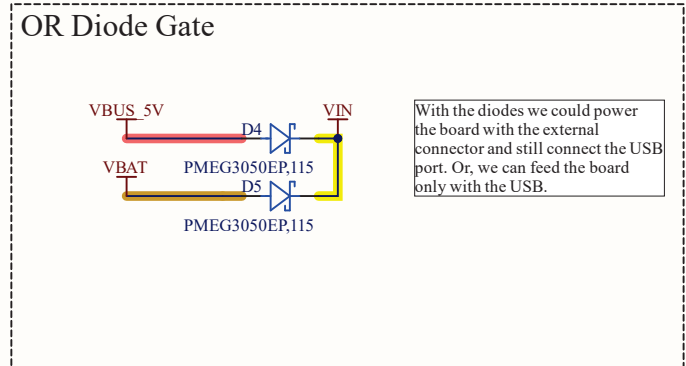 OR Diode Gate
VBUS_5V
D4
VIN
PMEG3050EP,115
VBAT
D5
PMEG3050EP,115
With the diodes we could power
the board with the external
connector and still connect the USB
port. Or, we can feed the board
only with the USB.